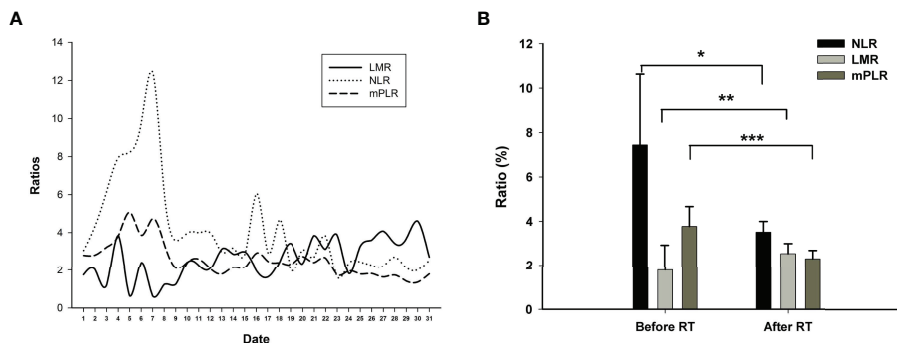 A
14
12
10
8
6
4
2
0
Ratios
LMR
NLR
mPLR
1 2 3 4 5 6 7 8 9 10 11 12 13 14 15 16 17 18 19 20 21 22 23 24 25 26 27 28 29 30 31
Date
B
12
10
8
6
4
2
0
Ratio (%)
NLR
LMR
mPLR
*
**
***
Before RT After RT